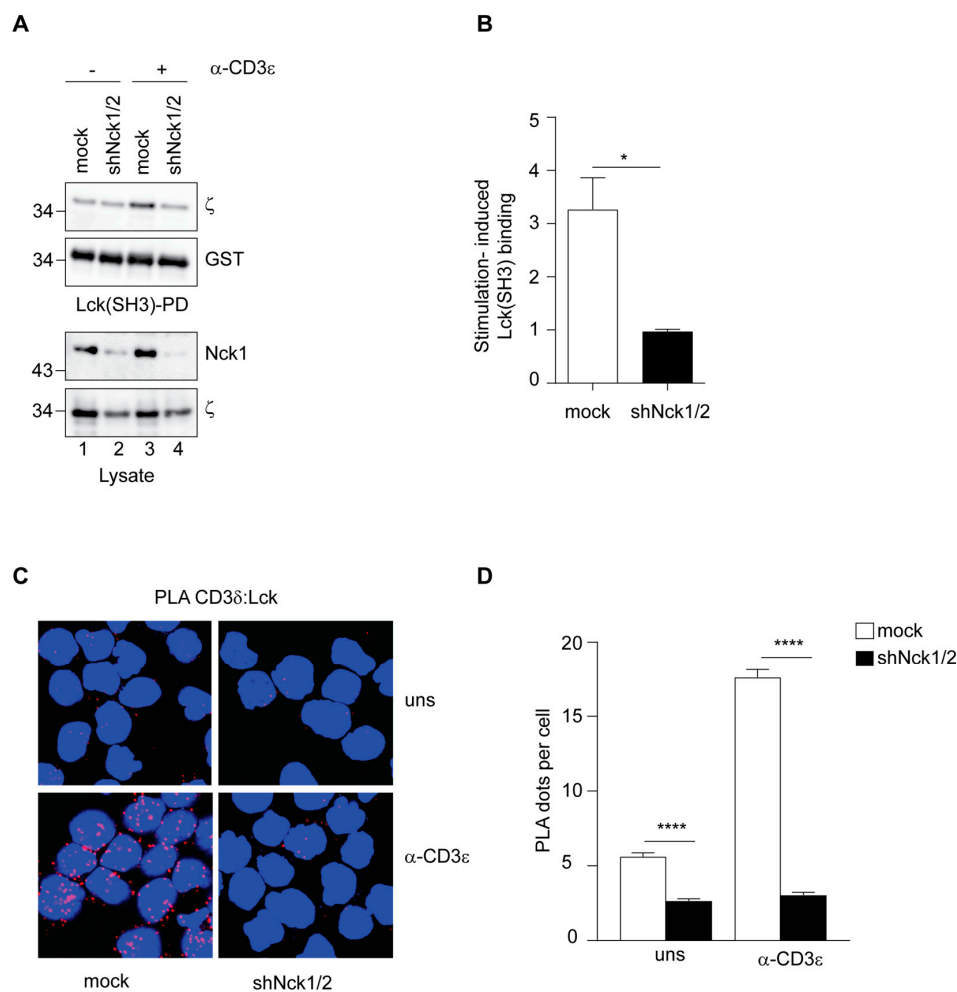 A
- + α-CD3ε
mock shNck1/2 mock shNck1/2
34 ζ
34 GST
Lck(SH3)-PD
Nck1
43
34 ζ
1 2 3 4
Lysate
B
Stimulation- induced
Lck(SH3) binding
5
4
3
2
1
0
*
mock shNck1/2
C
PLA CD3δ:Lck
uns
α-CD3ε
mock shNck1/2
D
PLA dots per cell
20
15
10
5
0
mock
shNck1/2
****
****
uns α-CD3ε